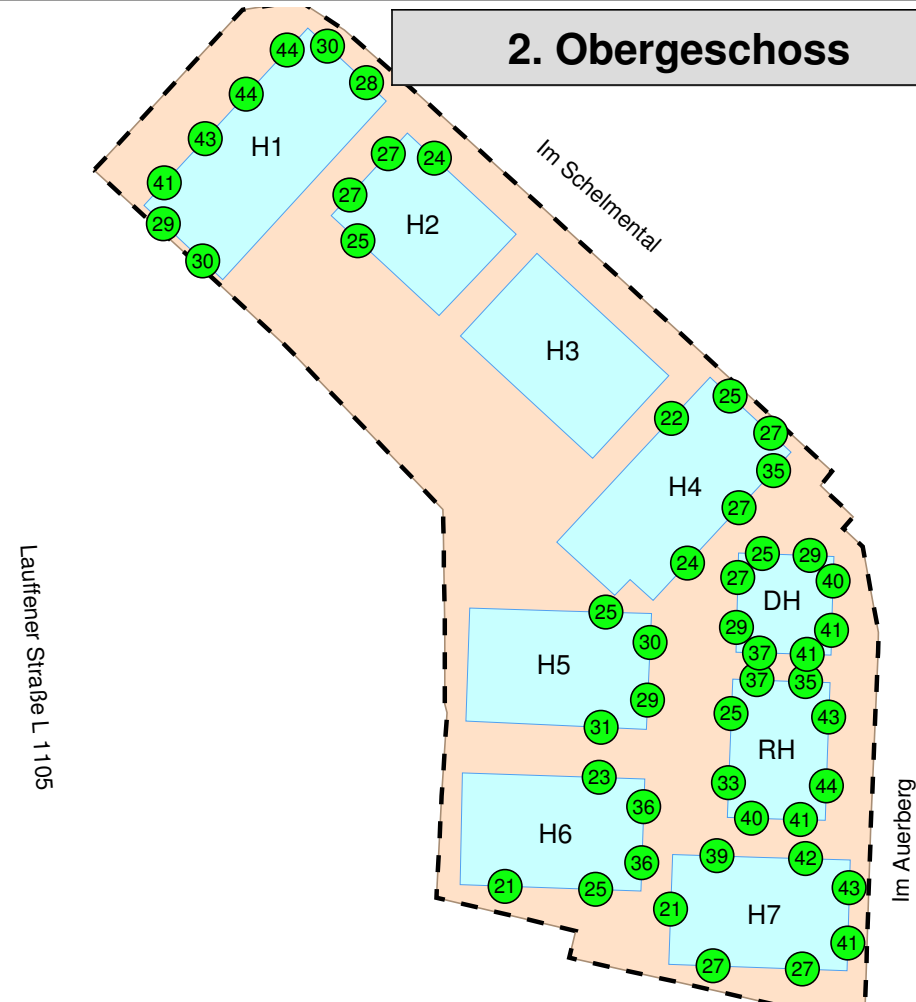 2. Obergeschoss
44 30
28
44
43
H1
41
29
30
27 24
27
H2
25
Im Schelmental
H3
25
22
27
35
H4
27
24
25 29
27 40
DH
29 41
37 41
37 35
25 43
RH
33 44
40 41
25
30
H5
29
31
23
36
H6
36
21 25
39 42
43
21
H7
41
27 27
Lauffener Straße L 1105
Im Auerberg